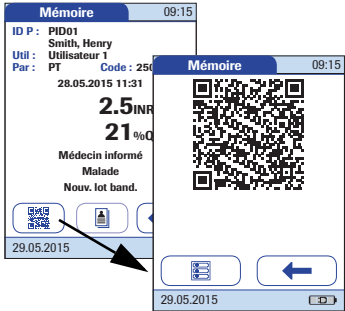 Mémoire 09:15
ID P : PID01
Smith, Henry
Util : Utilisateur 1
Par : PT Code : 250
28.05.2015 11:31
2.5INR
21%Q
Médecin informé
Malade
Nouv. lot band.
29.05.2015
Mémoire 09:15
29.05.2015